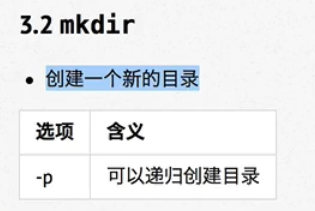 3.2 mkdir
• 创建一个新的目录
选项 含义
-p 可以递归创建目录